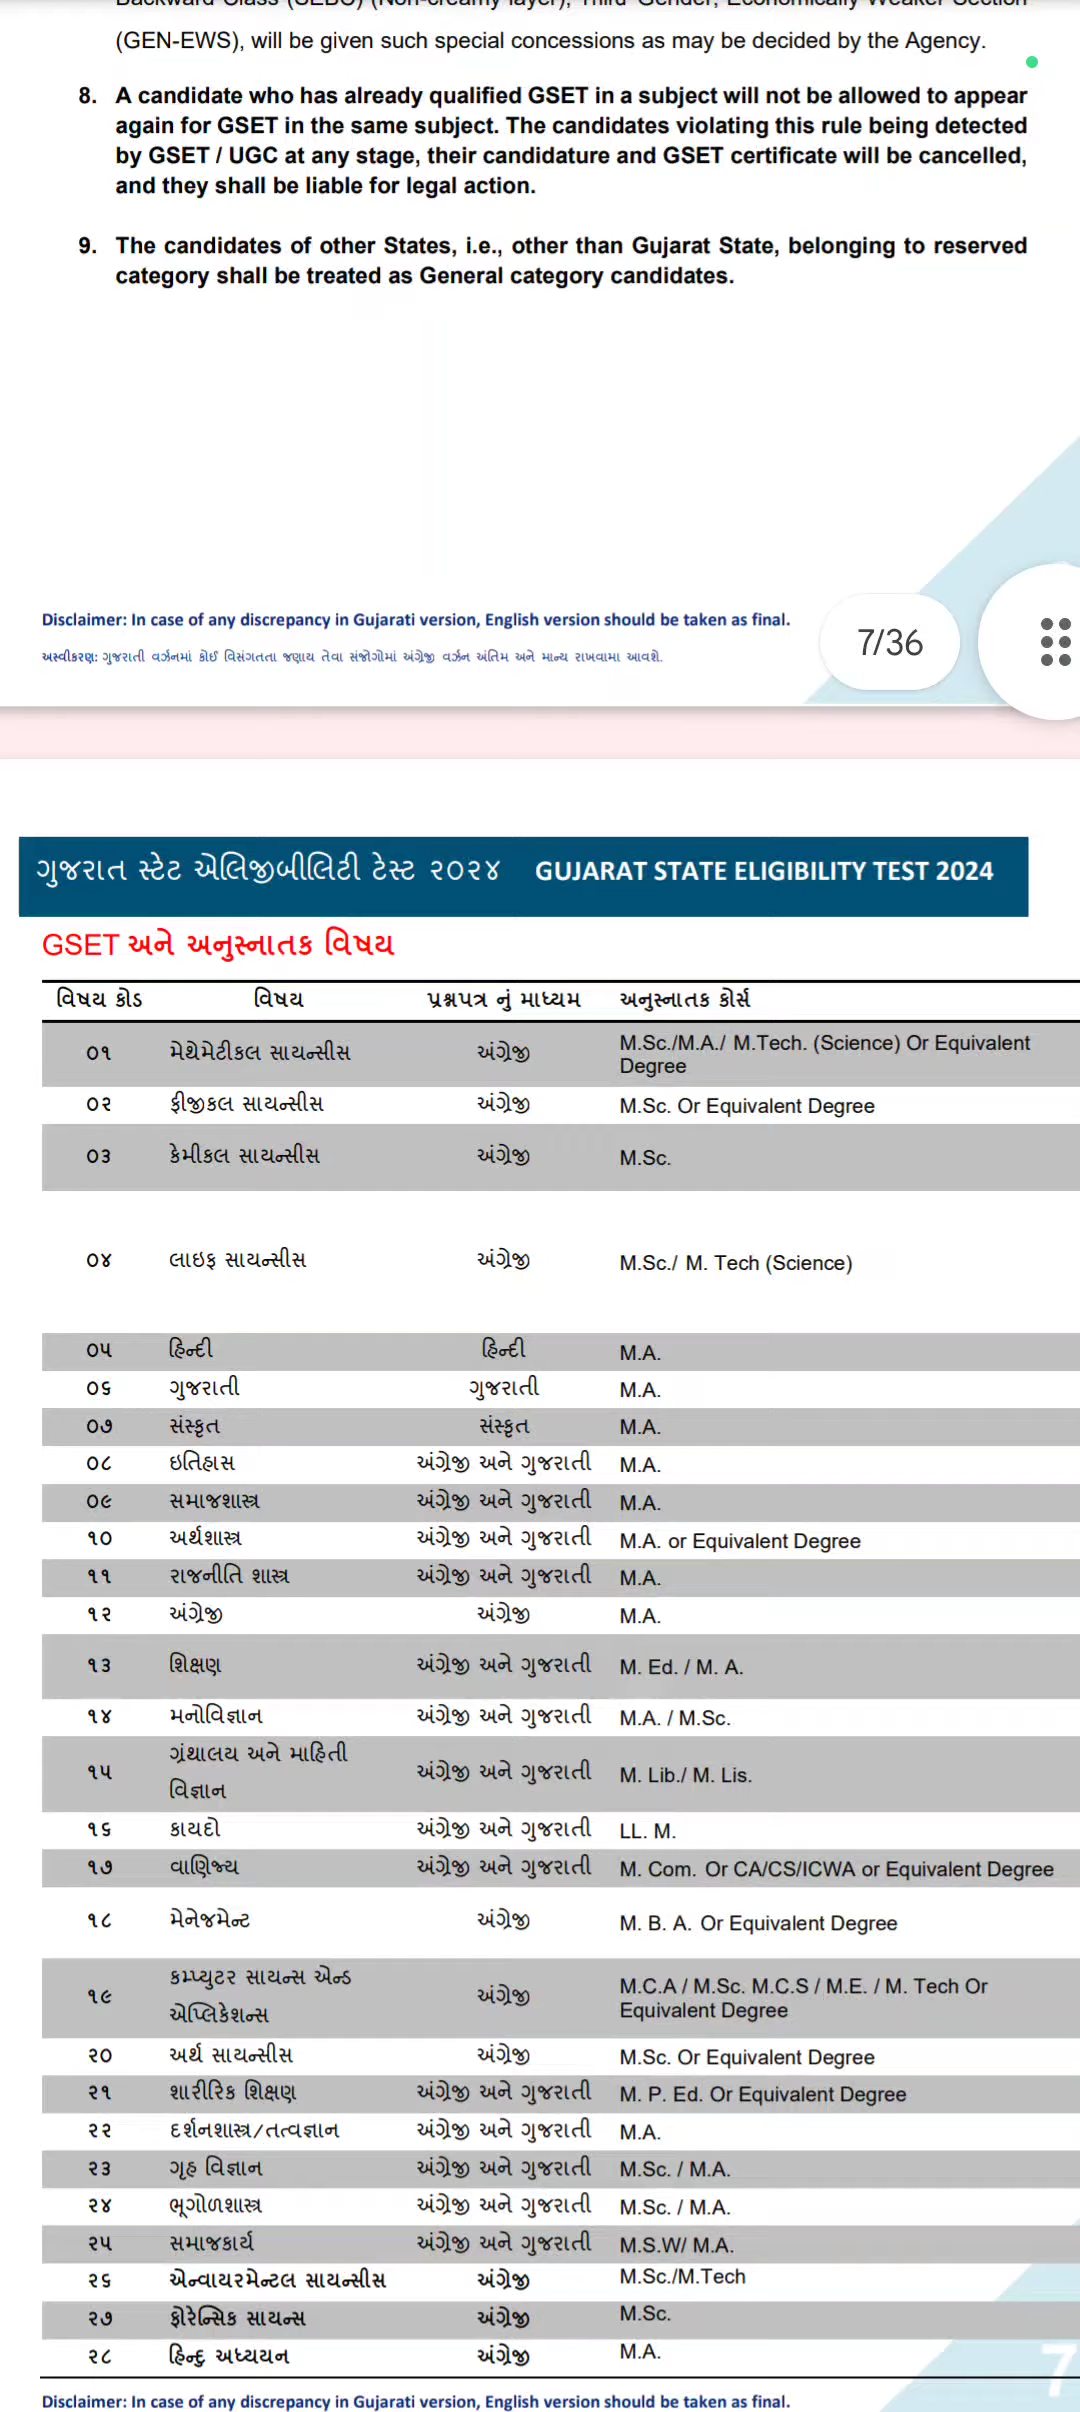 Backward Class (SEBC) (Non-creamy layer), Third Gender, Economically Weaker Section
(GEN-EWS), will be given such special concessions as may be decided by the Agency.
8. A candidate who has already qualified GSET in a subject will not be allowed to appear
again for GSET in the same subject. The candidates violating this rule being detected
by GSET / UGC at any stage, their candidature and GSET certificate will be cancelled,
and they shall be liable for legal action.
9. The candidates of other States, i.e., other than Gujarat State, belonging to reserved
category shall be treated as General category candidates.
Disclaimer: In case of any discrepancy in Gujarati version, English version should be taken as final.
અસ્વીકરણ: ગુજરાતી વર્ઝનમાં કોઈ વિસંગતતા જણાય તેવા સંજોગોમાં અંગ્રેજી વર્ઝન અંતિમ અને માન્ય રાખવામા આવશે.
7/36
ગુજરાત સ્ટેટ એલિજીબીલિટી ટેસ્ટ ૨૦૨૪ GUJARAT STATE ELIGIBILITY TEST 2024
GSET અને અનુસ્નાતક વિષય
વિષય કોડ વિષય પ્રશ્નપત્ર નું માધ્યમ અનુસ્નાતક કોર્સ
૦૧ મેથેમેટીકલ સાયન્સીસ અંગ્રેજી M.Sc./M.A./ M.Tech. (Science) Or Equivalent
Degree
૦૨ ફીજીકલ સાયન્સીસ અંગ્રેજી M.Sc. Or Equivalent Degree
૦૩ કેમીકલ સાયન્સીસ અંગ્રેજી M.Sc.
૦૪ લાઇફ સાયન્સીસ અંગ્રેજી M.Sc./ M. Tech (Science)
૦૫ હિન્દી હિન્દી M.A.
૦૬ ગુજરાતી ગુજરાતી M.A.
૦૭ સંસ્કૃત સંસ્કૃત M.A.
૦૮ ઇતિહાસ અંગ્રેજી અને ગુજરાતી M.A.
૦૯ સમાજશાસ્ત્ર અંગ્રેજી અને ગુજરાતી M.A.
૧૦ અર્થશાસ્ત્ર અંગ્રેજી અને ગુજરાતી M.A. or Equivalent Degree
૧૧ રાજનીતિ શાસ્ત્ર અંગ્રેજી અને ગુજરાતી M.A.
૧૨ અંગ્રેજી અંગ્રેજી M.A.
૧૩ શિક્ષણ અંગ્રેજી અને ગુજરાતી M. Ed. / M. A.
૧૪ મનોવિજ્ઞાન અંગ્રેજી અને ગુજરાતી M.A. / M.Sc.
૧૫ ગ્રંથાલય અને માહિતી
વિજ્ઞાન અંગ્રેજી અને ગુજરાતી M. Lib./ M. Lis.
૧૬ કાયદો અંગ્રેજી અને ગુજરાતી LL. M.
૧૭ વાણિજ્ય અંગ્રેજી અને ગુજરાતી M. Com. Or CA/CS/ICWA or Equivalent Degree
૧૮ મેનેજમેન્ટ અંગ્રેજી M. B. A. Or Equivalent Degree
૧૯ કમ્પ્યુટર સાયન્સ એન્ડ
એપ્લિકેશન્સ અંગ્રેજી M.C.A / M.Sc. M.C.S / M.E. / M. Tech Or
Equivalent Degree
૨૦ અર્થ સાયન્સીસ અંગ્રેજી M.Sc. Or Equivalent Degree
૨૧ શારીરિક શિક્ષણ અંગ્રેજી અને ગુજરાતી M. P. Ed. Or Equivalent Degree
૨૨ દર્શનશાસ્ત્ર/તત્વજ્ઞાન અંગ્રેજી અને ગુજરાતી M.A.
૨૩ ગૃહ વિજ્ઞાન અંગ્રેજી અને ગુજરાતી M.Sc. / M.A.
૨૪ ભૂગોળશાસ્ત્ર અંગ્રેજી અને ગુજરાતી M.Sc. / M.A.
૨૫ સમાજકાર્ય અંગ્રેજી અને ગુજરાતી M.S.W/ M.A.
૨૬ એન્વાયરમેન્ટલ સાયન્સીસ અંગ્રેજી M.Sc./M.Tech
૨૭ ફોરેન્સિક સાયન્સ અંગ્રેજી M.Sc.
૨૮ હિન્દુ અધ્યયન અંગ્રેજી M.A.
7
Disclaimer: In case of any discrepancy in Gujarati version, English version should be taken as final.